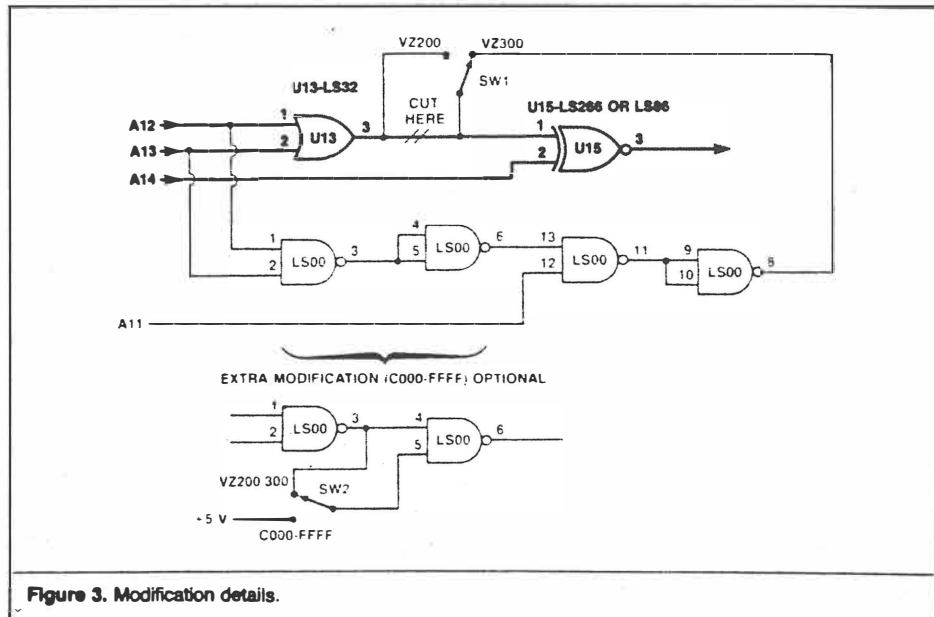 VZ200
VZ300
SW1
U13-LS32
CUT
HERE
U15-LS266 OR LS86
A12
1
U13
3
A13
2
A14
1
2
U15
3
1
2
LS00
3
4
5
LS00
6
13
12
LS00
11
9
10
LS00
8
A11
EXTRA MODIFICATION (C000-FFFF) OPTIONAL
1
2
LS00
3
4
5
LS00
6
VZ200 300
SW2
+5 V
C000-FFFF
Figure 3. Modification details.